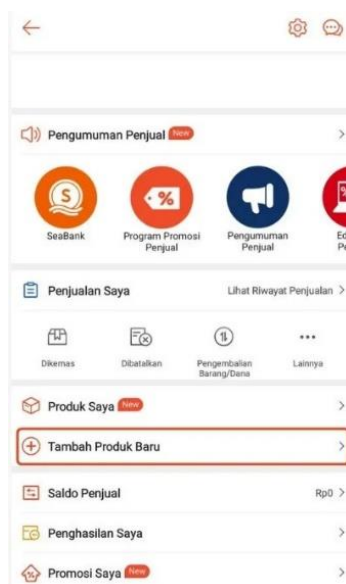 Pengumuman Penjual New
SeaBank
Program Promosi
Penjual
Pengumuman
Penjual
Penjualan Saya
Lihat Riwayat Penjualan
Dikemas
Dibatalkan
Pengembalian
Barang/Dana
Lainnya
Produk Saya New
Tambah Produk Baru
Saldo Penjual
Rp0
Penghasilan Saya
Promosi Saya New